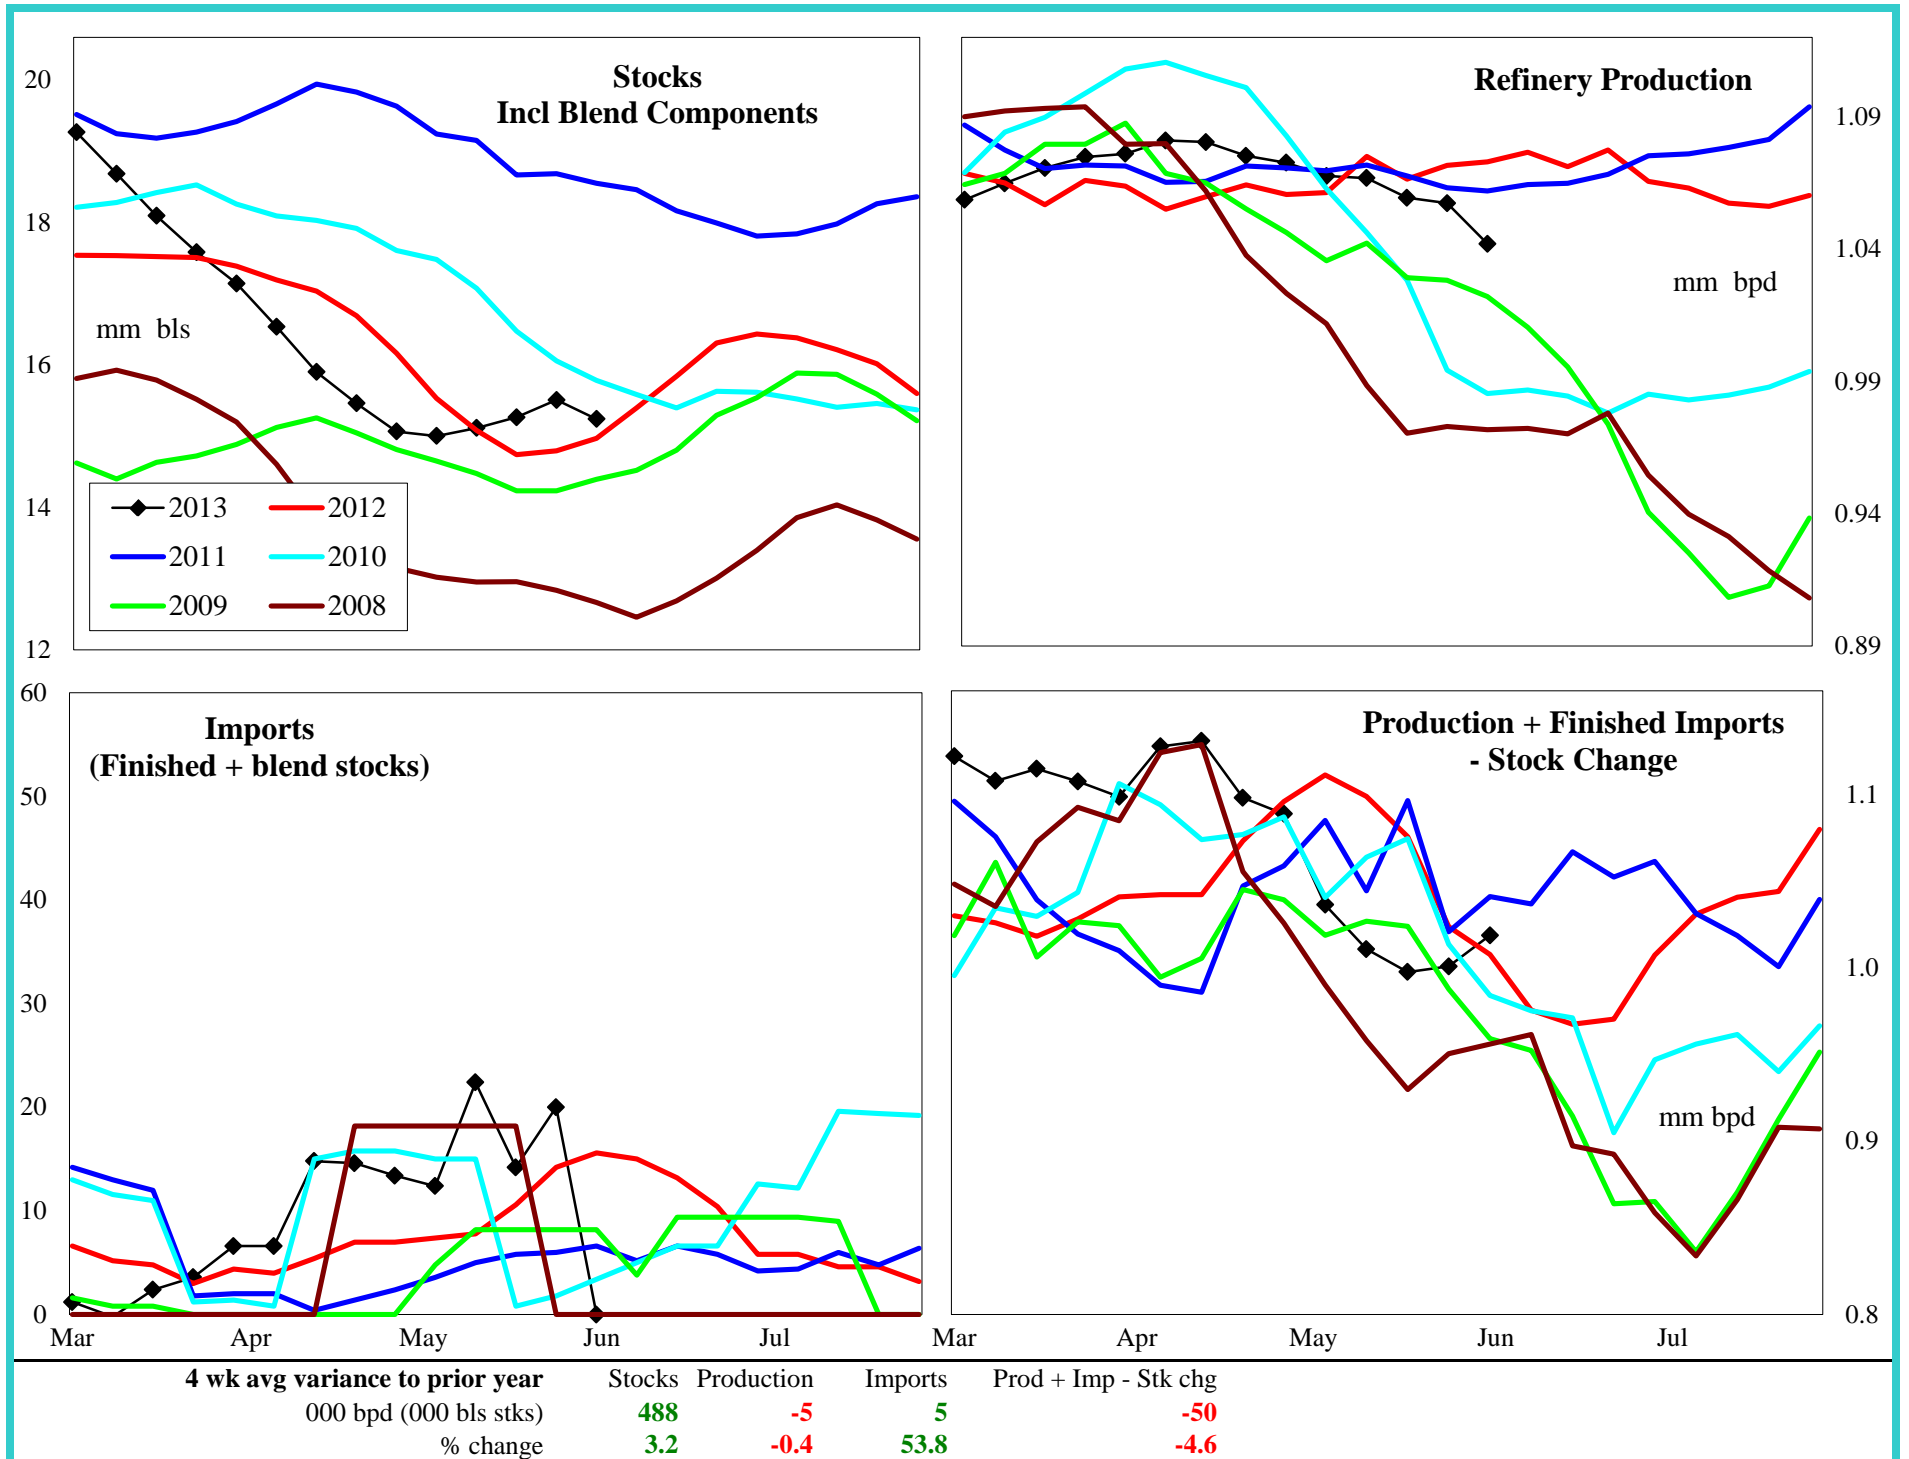 Stocks
Incl Blend Components
20
18
mm bls
16
14
12
2013
2012
2011
2010
2009
2008
Refinery Production
1.09
1.04
mm bpd
0.99
0.94
0.89
60
Imports
(Finished + blend stocks)
50
40
30
20
10
0
Mar Apr May Jun Jul
Production + Finished Imports
- Stock Change
1.1
1.0
mm bpd
0.9
0.8
Mar Apr May Jun Jul
4 wk avg variance to prior year Stocks Production Imports Prod + Imp - Stk chg
000 bpd (000 bls stks) 488 -5 5 -50
% change 3.2 -0.4 53.8 -4.6